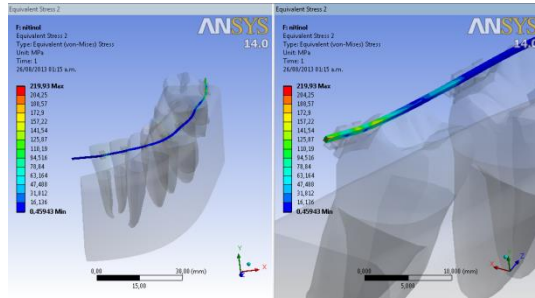 Equivalent Stress 2
F: nitinol
Equivalent Stress 2
Type: Equivalent (von-Mises) Stress
Unit: MPa
Time: 1
26/08/2013 01:15 a.m.
219,93 Max
204,25
188,57
172,9
157,22
141,54
125,87
110,19
94,516
78,84
63,164
47,488
31,812
16,136
0,45943 Min
ANSYS
14.0
0,00
30,00 (mm)
15,00
Y
X
Equivalent Stress 2
F: nitinol
Equivalent Stress 2
Type: Equivalent (von-Mises) Stress
Unit: MPa
Time: 1
26/08/2013 01:15 a.m.
219,93 Max
204,25
188,57
172,9
157,22
141,54
125,87
110,19
94,516
78,84
63,164
47,488
31,812
16,136
0,45943 Min
ANSYS
14.0
0,000
10,000 (mm)
5,000
X